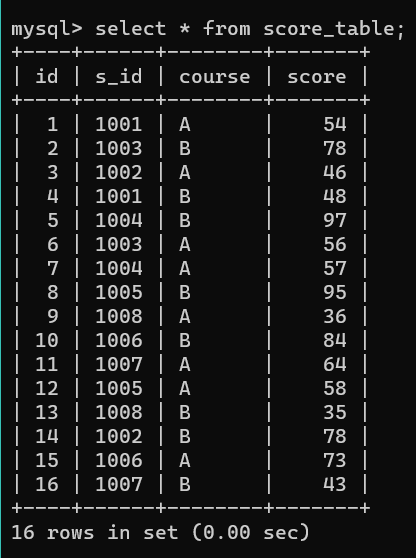 mysql> select * from score_table;
+----+------+--------+-------+
| id | s_id | course | score |
+----+------+--------+-------+
|  1 | 1001 | A      |    54 |
|  2 | 1003 | B      |    78 |
|  3 | 1002 | A      |    46 |
|  4 | 1001 | B      |    48 |
|  5 | 1004 | B      |    97 |
|  6 | 1003 | A      |    56 |
|  7 | 1004 | A      |    57 |
|  8 | 1005 | B      |    95 |
|  9 | 1008 | A      |    36 |
| 10 | 1006 | B      |    84 |
| 11 | 1007 | A      |    64 |
| 12 | 1005 | A      |    58 |
| 13 | 1008 | B      |    35 |
| 14 | 1002 | B      |    78 |
| 15 | 1006 | A      |    73 |
| 16 | 1007 | B      |    43 |
+----+------+--------+-------+
16 rows in set (0.00 sec)